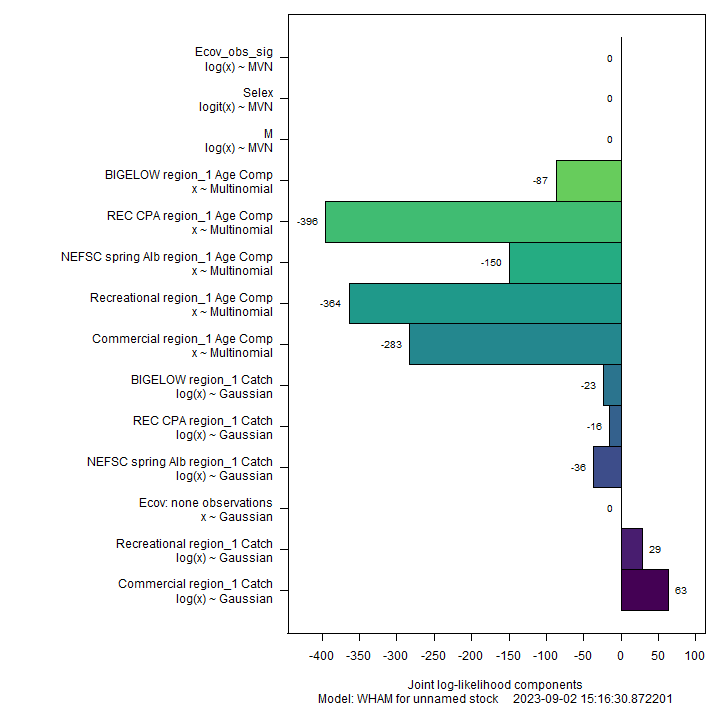 Ecov_obs_sig
log(x) ~ MVN
0
Selex
logit(x) ~ MVN
0
M
log(x) ~ MVN
0
BIGELOW region_1 Age Comp
x ~ Multinomial
-87
REC CPA region_1 Age Comp
x ~ Multinomial
-396
NEFSC spring Alb region_1 Age Comp
x ~ Multinomial
-150
Recreational region_1 Age Comp
x ~ Multinomial
-364
Commercial region_1 Age Comp
x ~ Multinomial
-283
BIGELOW region_1 Catch
log(x) ~ Gaussian
-23
REC CPA region_1 Catch
log(x) ~ Gaussian
-16
NEFSC spring Alb region_1 Catch
log(x) ~ Gaussian
-36
Ecov: none observations
x ~ Gaussian
0
Recreational region_1 Catch
log(x) ~ Gaussian
29
Commercial region_1 Catch
log(x) ~ Gaussian
63
-400 -350 -300 -250 -200 -150 -100 -50 0 50 100
Joint log-likelihood components
Model: WHAM for unnamed stock 2023-09-02 15:16:30.872201